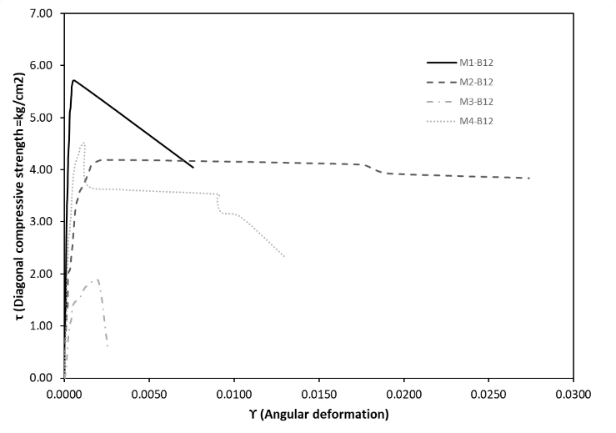 7.00
6.00
5.00
4.00
3.00
2.00
1.00
0.00
τ (Diagonal compressive strength=kg/cm2)
M1-B12
M2-B12
M3-B12
M4-B12
0.0000 0.0050 0.0100 0.0150 0.0200 0.0250 0.0300
ϒ (Angular deformation)